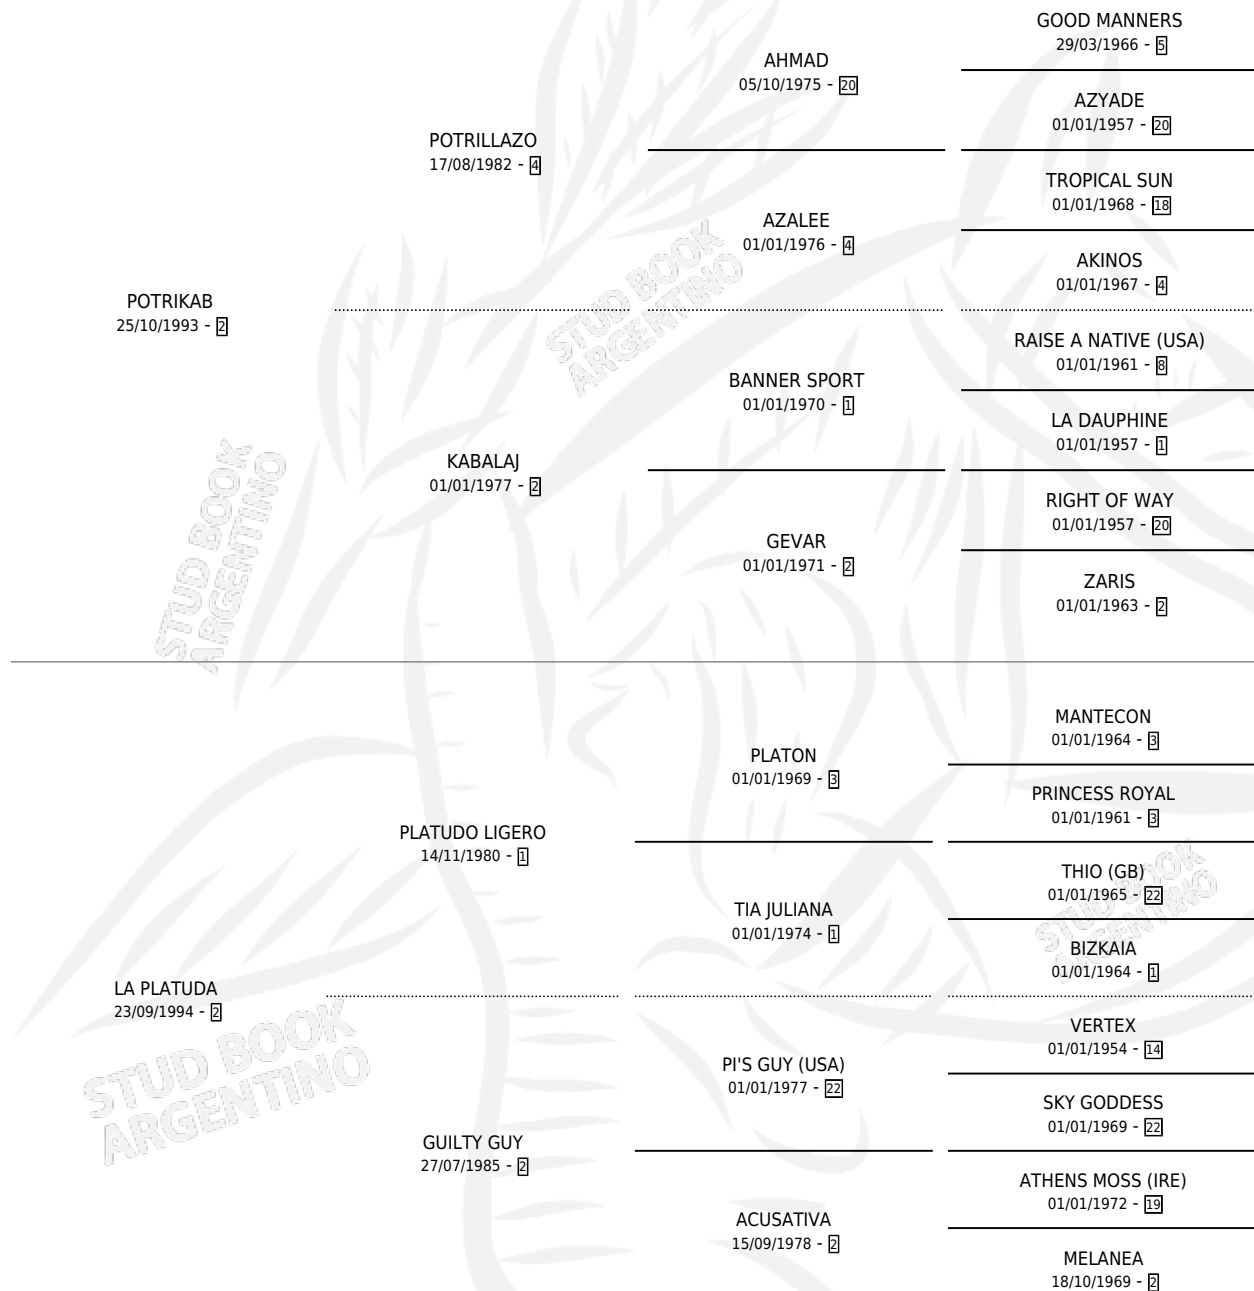 GOOD MANNERS
29/03/1966 - 5
AHMAD
05/10/1975 - 20
AZYADE
01/01/1957 - 20
POTRILLAZO
17/08/1982 - 4
TROPICAL SUN
01/01/1968 - 18
AZALEE
01/01/1976 - 4
AKINOS
01/01/1967 - 4
POTRIKAB
25/10/1993 - 2
RAISE A NATIVE (USA)
01/01/1961 - 8
BANNER SPORT
01/01/1970 - 1
LA DAUPHINE
01/01/1957 - 1
KABALAJ
01/01/1977 - 2
RIGHT OF WAY
01/01/1957 - 20
GEVAR
01/01/1971 - 2
ZARIS
01/01/1963 - 2
MANTECON
01/01/1964 - 3
PLATON
01/01/1969 - 3
PRINCESS ROYAL
01/01/1961 - 3
PLATUDO LIGERO
14/11/1980 - 1
THIO (GB)
01/01/1965 - 22
TIA JULIANA
01/01/1974 - 1
BIZKAIA
01/01/1964 - 1
LA PLATUDA
23/09/1994 - 2
VERTEX
01/01/1954 - 14
PI'S GUY (USA)
01/01/1977 - 22
SKY GODDESS
01/01/1969 - 22
GUILTY GUY
27/07/1985 - 2
ATHENS MOSS (IRE)
01/01/1972 - 19
ACUSATIVA
15/09/1978 - 2
MELANEA
18/10/1969 - 2
STUD BOOK
ARGENTINO
STUD BOOK
ARGENTINO
STUD BOOK
ARGENTINO
STUD BOOK
ARGENTINO